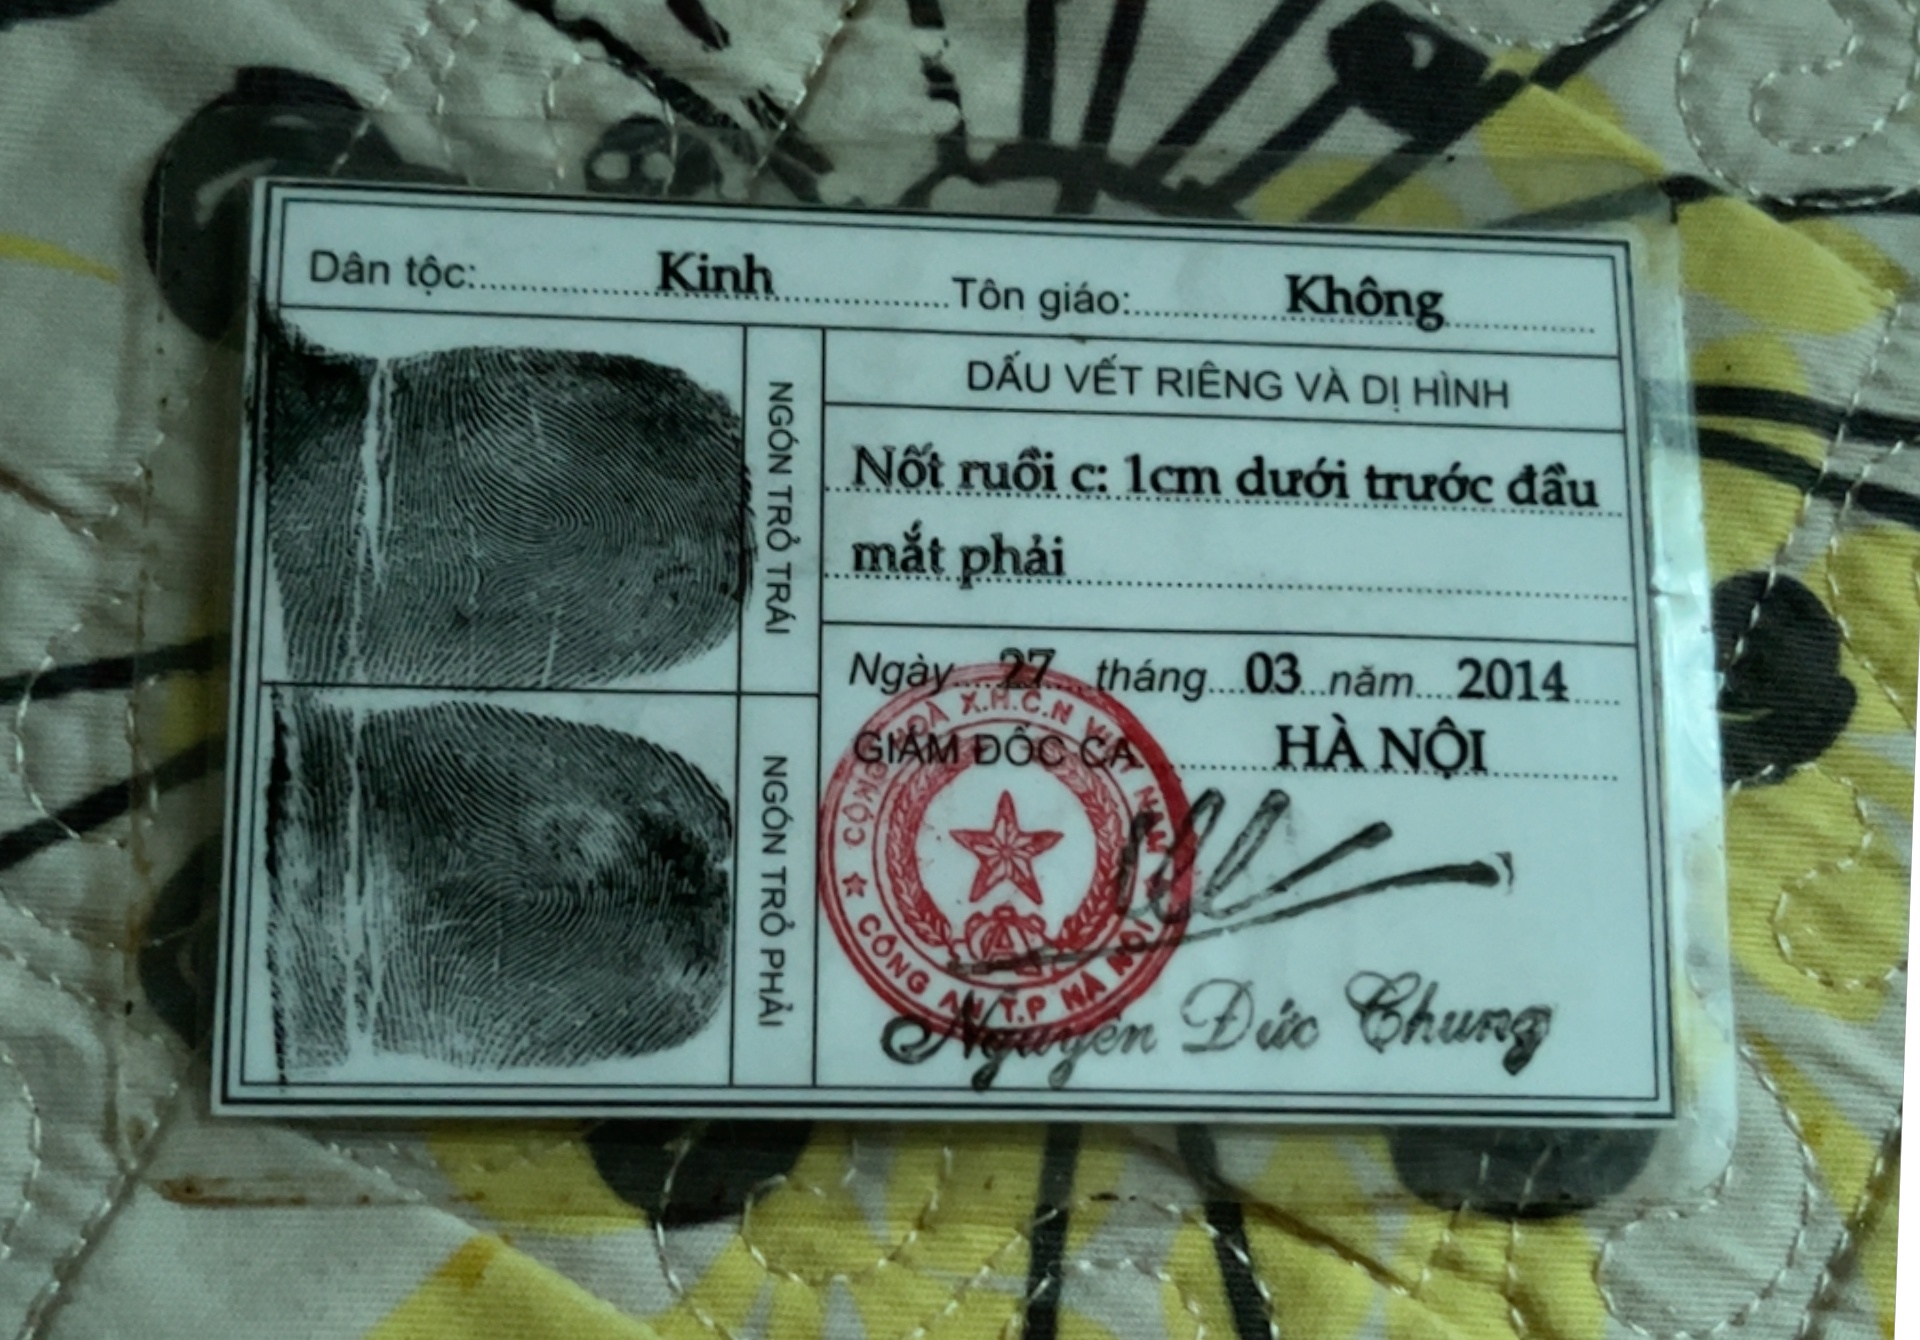 Dân tộc: Kinh Tôn giáo: Không
NGÓN TRỎ TRÁI
NGÓN TRỎ PHẢI
DẤU VẾT RIÊNG VÀ DỊ HÌNH
Nốt ruồi c: 1cm dưới trước đầu
mắt phải
Ngày 27 tháng 03 năm 2014
GIÁM ĐỐC CA HÀ NỘI
CỘNG HOÀ X.H.C.N VIỆT NAM
CÔNG AN T.P HÀ NỘI
Nguyễn Đức Chung